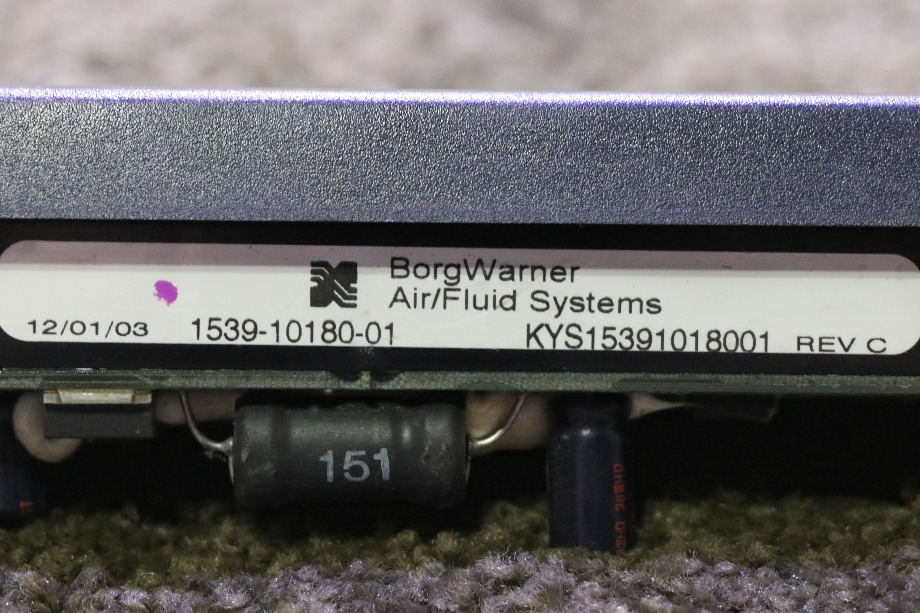 BorgWarner
Air/Fluid Systems
12/01/03 1539-10180-01 KYS15391018001 REV C
151